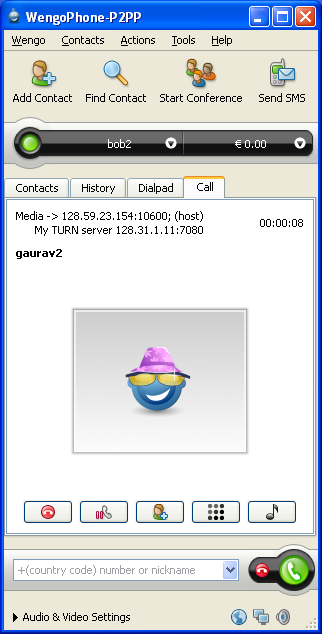 WengoPhone-P2PP
Wengo Contacts Actions Tools Help
Add Contact Find Contact Start Conference Send SMS
bob2 € 0.00
Contacts History Dialpad Call
Media -> 128.59.23.154:10600; (host)
00:00:08
My TURN server 128.31.1.11:7080
gaurav2
+(country code) number or nickname
Audio & Video Settings